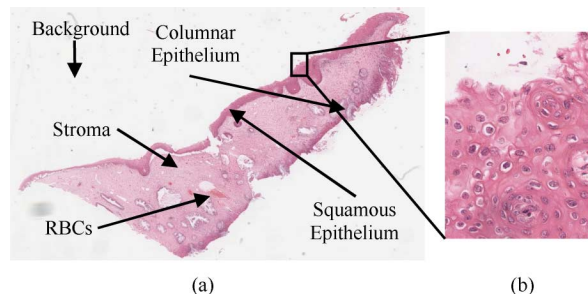 Background
Columnar
Epithelium
Stroma
RBCs
Squamous
Epithelium
(a)
(b)